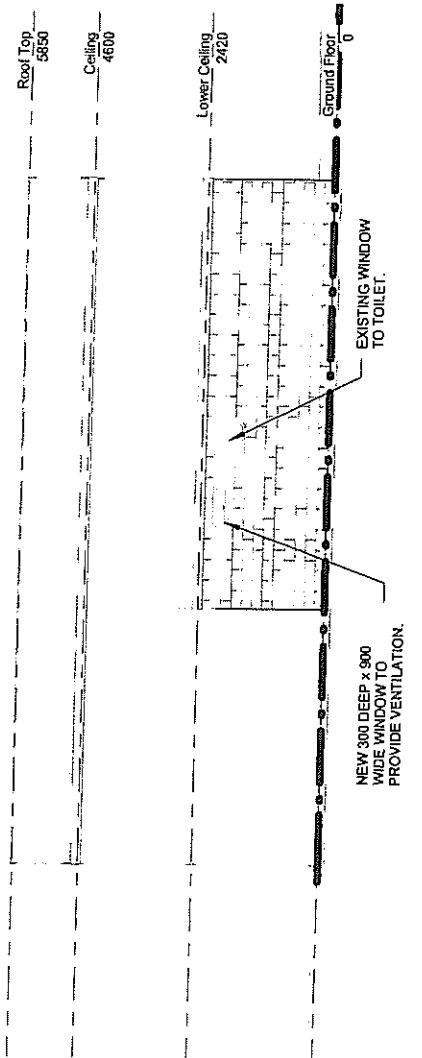 Roof Top
5850
Ceiling
4600
Lower Ceiling
2420
Ground Floor
0
EXISTING WINDOW
TO TOILET.
NEW 300 DEEP x 900
WIDE WINDOW TO
PROVIDE VENTILATION.